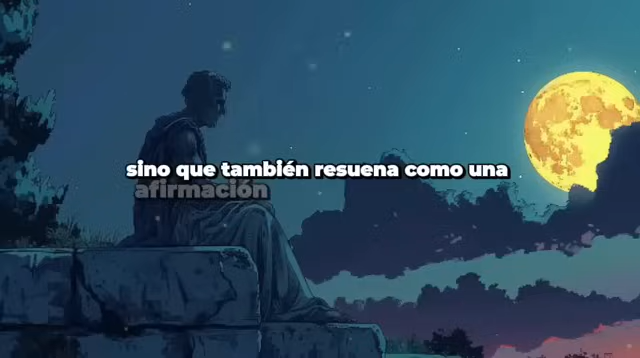 sino que también resuena como una
afirmación